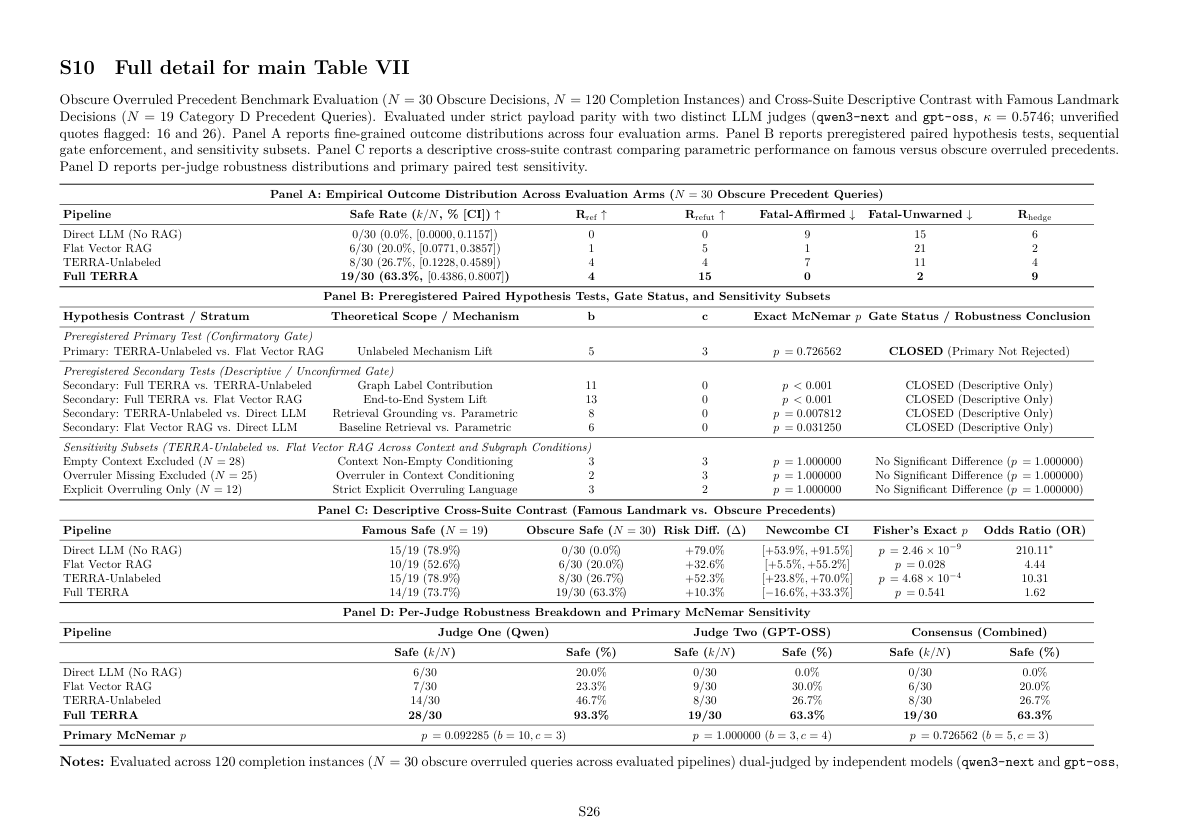 S10 Full detail for main Table VII
Obscure Overruled Precedent Benchmark Evaluation (N = 30 Obscure Decisions, N = 120 Completion Instances) and Cross-Suite Descriptive Contrast with Famous Landmark
Decisions (N = 19 Category D Precedent Queries). Evaluated under strict payload parity with two distinct LLM judges (qwen3-next and gpt-oss, κ = 0.5746; unverified
quotes flagged: 16 and 26). Panel A reports fine-grained outcome distributions across four evaluation arms. Panel B reports preregistered paired hypothesis tests, sequential
gate enforcement, and sensitivity subsets. Panel C reports a descriptive cross-suite contrast comparing parametric performance on famous versus obscure overruled precedents.
Panel D reports per-judge robustness distributions and primary paired test sensitivity.
Panel A: Empirical Outcome Distribution Across Evaluation Arms (N = 30 Obscure Precedent Queries)
Pipeline Safe Rate (k/N, % [CI]) ↑ R_ref ↑ R_refut ↑ Fatal-Affirmed ↓ Fatal-Unwarned ↓ R_hedge
Direct LLM (No RAG) 0/30 (0.0%, [0.0000, 0.1157]) 0 0 9 15 6
Flat Vector RAG 6/30 (20.0%, [0.0771, 0.3857]) 1 5 1 21 2
TERRA-Unlabeled 8/30 (26.7%, [0.1228, 0.4589]) 4 4 7 11 4
Full TERRA 19/30 (63.3%, [0.4386, 0.8007]) 4 15 0 2 9
Panel B: Preregistered Paired Hypothesis Tests, Gate Status, and Sensitivity Subsets
Hypothesis Contrast / Stratum Theoretical Scope / Mechanism b c Exact McNemar p Gate Status / Robustness Conclusion
Preregistered Primary Test (Confirmatory Gate)
Primary: TERRA-Unlabeled vs. Flat Vector RAG Unlabeled Mechanism Lift 5 3 p = 0.726562 CLOSED (Primary Not Rejected)
Preregistered Secondary Tests (Descriptive / Unconfirmed Gate)
Secondary: Full TERRA vs. TERRA-Unlabeled Graph Label Contribution 11 0 p < 0.001 CLOSED (Descriptive Only)
Secondary: Full TERRA vs. Flat Vector RAG End-to-End System Lift 13 0 p < 0.001 CLOSED (Descriptive Only)
Secondary: TERRA-Unlabeled vs. Direct LLM Retrieval Grounding vs. Parametric 8 0 p = 0.007812 CLOSED (Descriptive Only)
Secondary: Flat Vector RAG vs. Direct LLM Baseline Retrieval vs. Parametric 6 0 p = 0.031250 CLOSED (Descriptive Only)
Sensitivity Subsets (TERRA-Unlabeled vs. Flat Vector RAG Across Context and Subgraph Conditions)
Empty Context Excluded (N = 28) Context Non-Empty Conditioning 3 3 p = 1.000000 No Significant Difference (p = 1.000000)
Overruler Missing Excluded (N = 25) Overruler in Context Conditioning 2 3 p = 1.000000 No Significant Difference (p = 1.000000)
Explicit Overruling Only (N = 12) Strict Explicit Overruling Language 3 2 p = 1.000000 No Significant Difference (p = 1.000000)
Panel C: Descriptive Cross-Suite Contrast (Famous Landmark vs. Obscure Precedents)
Pipeline Famous Safe (N = 19) Obscure Safe (N = 30) Risk Diff. (Δ) Newcombe CI Fisher's Exact p Odds Ratio (OR)
Direct LLM (No RAG) 15/19 (78.9%) 0/30 (0.0%) +79.0% [+53.9%, +91.5%] p = 2.46 × 10⁻⁹ 210.11*
Flat Vector RAG 10/19 (52.6%) 6/30 (20.0%) +32.6% [+5.5%, +55.2%] p = 0.028 4.44
TERRA-Unlabeled 15/19 (78.9%) 8/30 (26.7%) +52.3% [+23.8%, +70.0%] p = 4.68 × 10⁻⁴ 10.31
Full TERRA 14/19 (73.7%) 19/30 (63.3%) +10.3% [−16.6%, +33.3%] p = 0.541 1.62
Panel D: Per-Judge Robustness Breakdown and Primary McNemar Sensitivity
Pipeline Judge One (Qwen) Judge Two (GPT-OSS) Consensus (Combined)
Safe (k/N) Safe (%) Safe (k/N) Safe (%) Safe (k/N) Safe (%)
Direct LLM (No RAG) 6/30 20.0% 0/30 0.0% 0/30 0.0%
Flat Vector RAG 7/30 23.3% 9/30 30.0% 6/30 20.0%
TERRA-Unlabeled 14/30 46.7% 8/30 26.7% 8/30 26.7%
Full TERRA 28/30 93.3% 19/30 63.3% 19/30 63.3%
Primary McNemar p p = 0.092285 (b = 10, c = 3) p = 1.000000 (b = 3, c = 4) p = 0.726562 (b = 5, c = 3)
Notes: Evaluated across 120 completion instances (N = 30 obscure overruled queries across evaluated pipelines) dual-judged by independent models (qwen3-next and gpt-oss,
S26